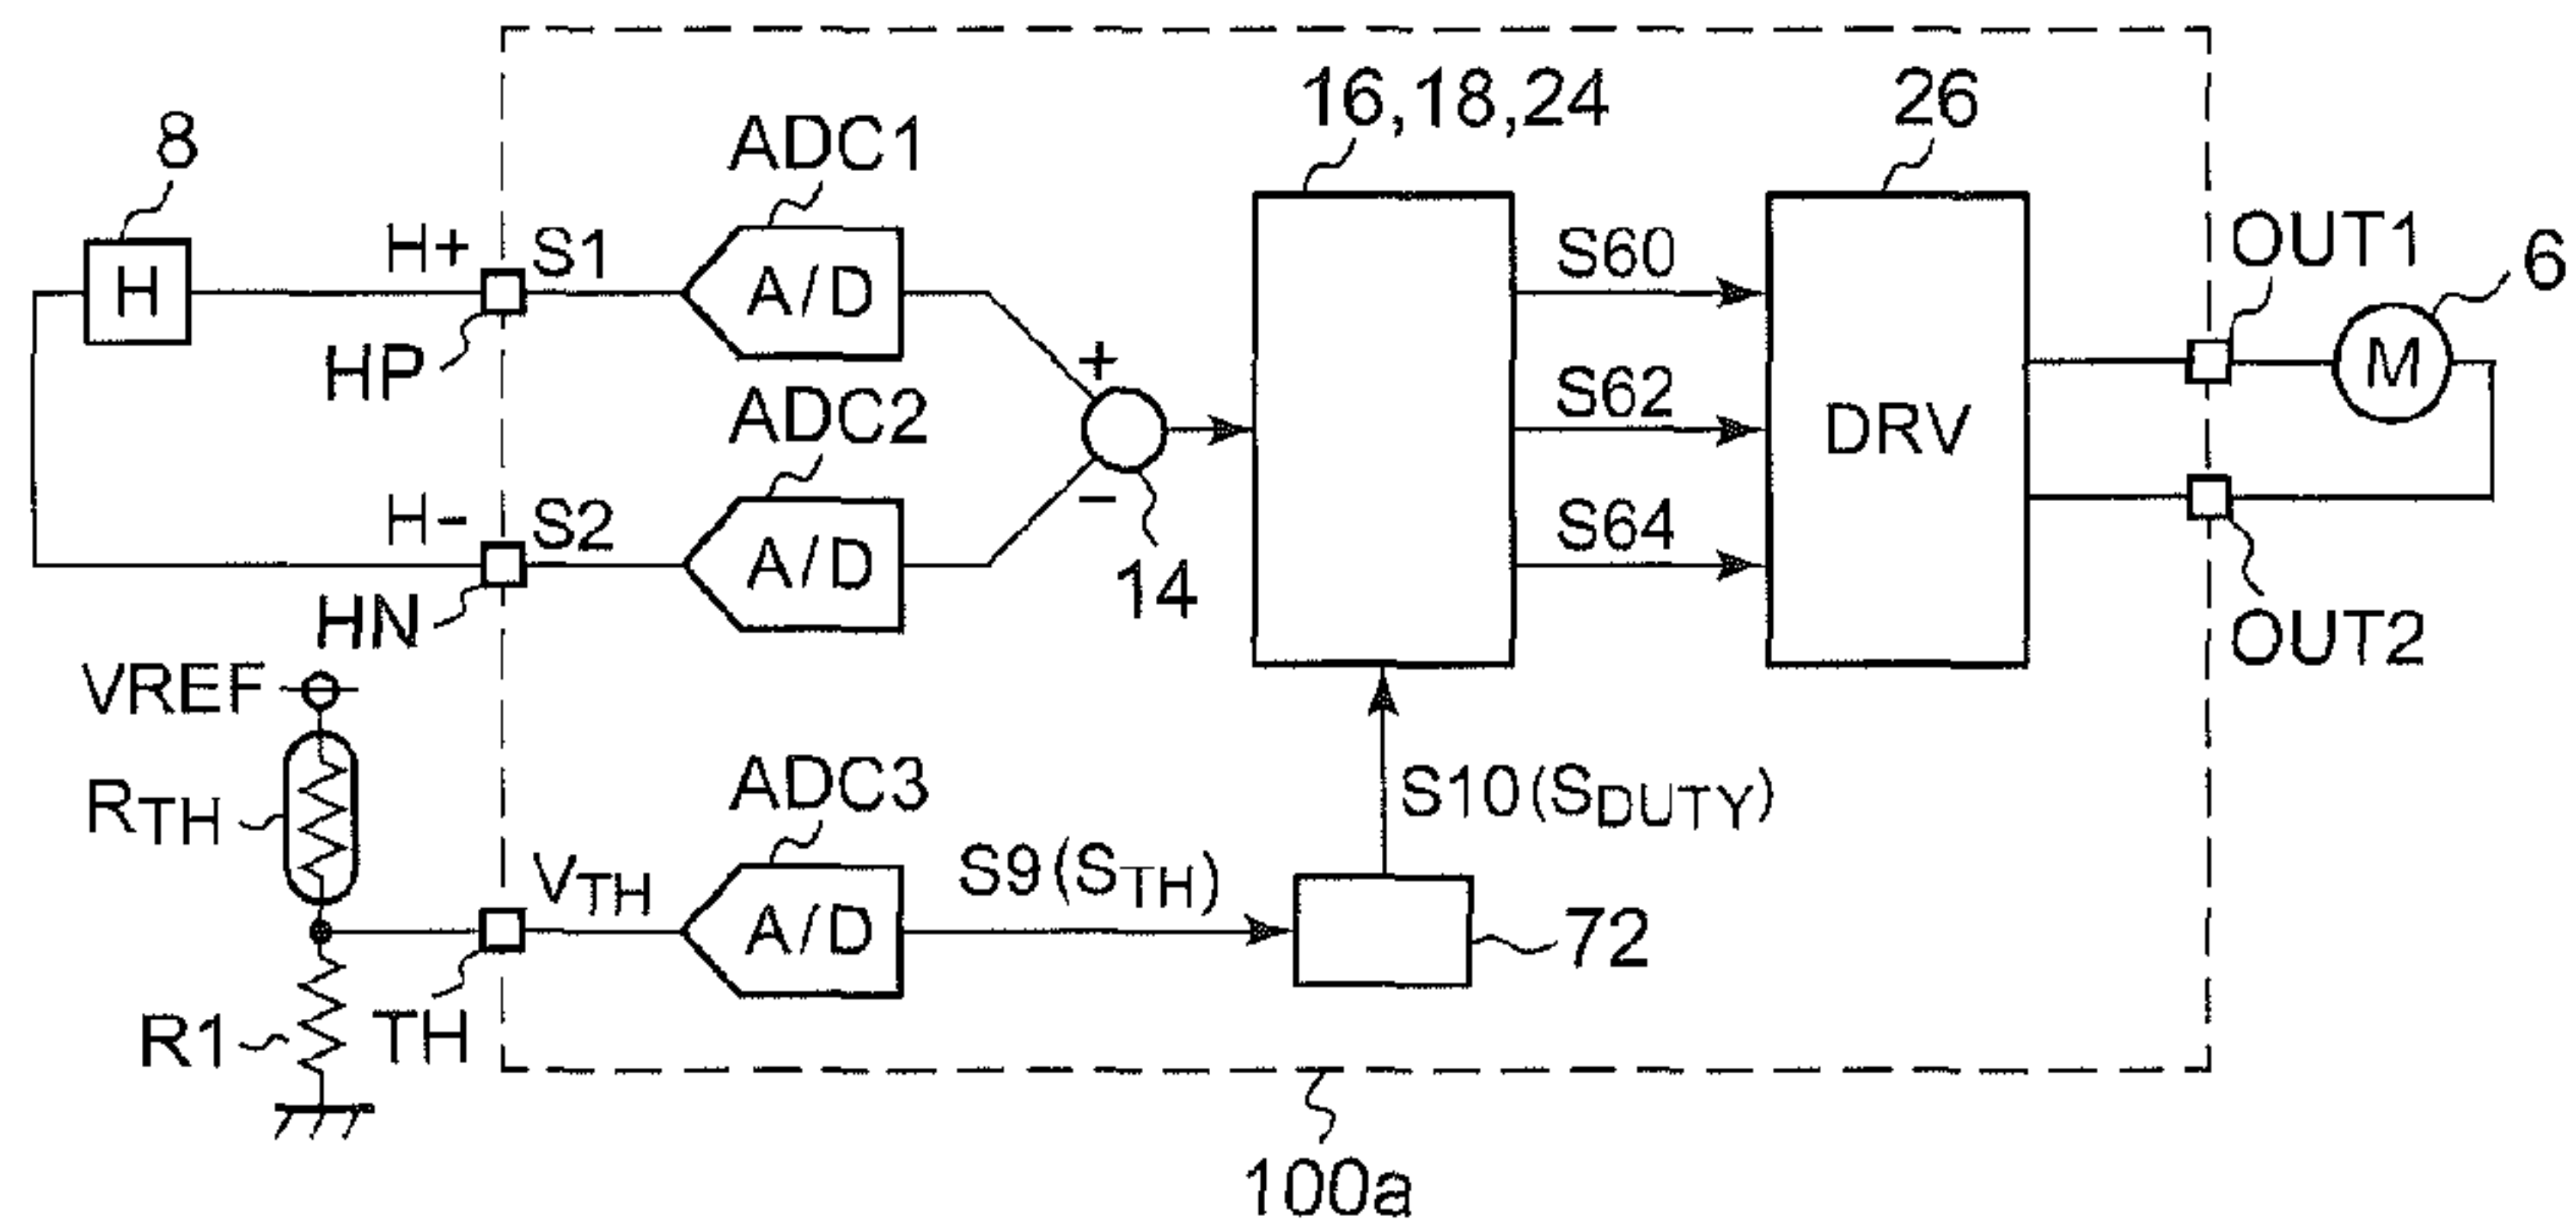 16,18,24
26
8
ADC1
H+
S1
OUT1
6
H
A/D
S60
M
HP
+
ADC2
S62
DRV
H-
S2
−
A/D
14
S64
HN
OUT2
VREF
RTH
ADC3
S10(SDUTY)
VTH
S9(STH)
A/D
72
R1
TH
100a